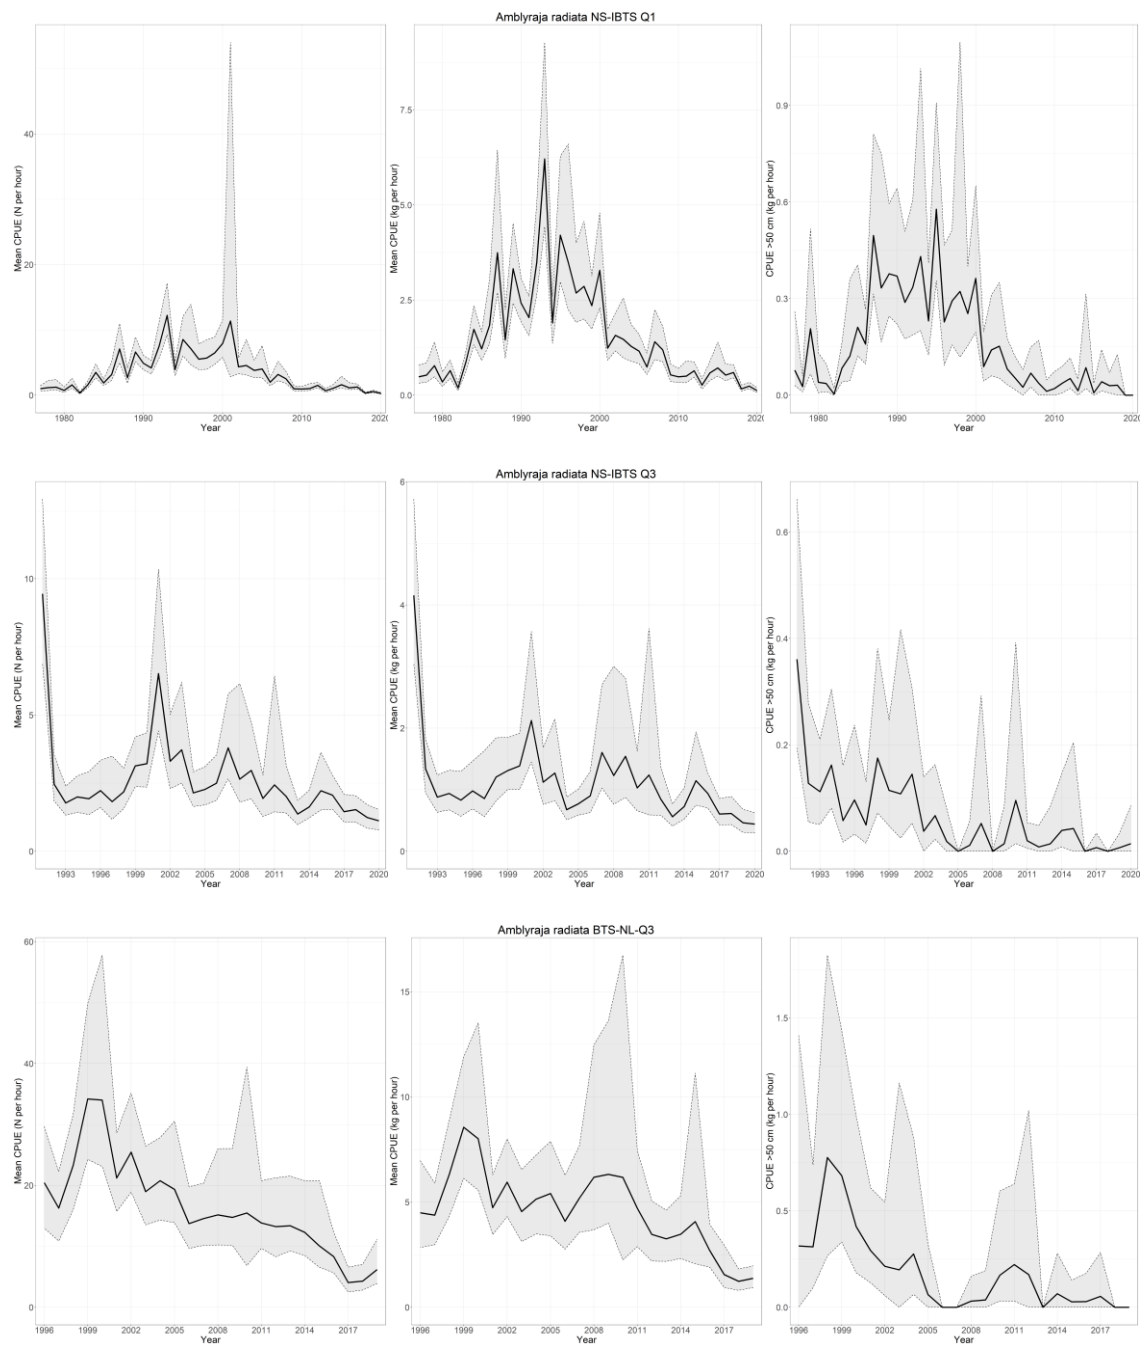 Amblyraja radiata NS-IBTS Q1
Mean CPUE (N per hour)
40
20
0
1980 1990 2000 2010 2020
Year
Mean CPUE (kg per hour)
7.5
5.0
2.5
0.0
1980 1990 2000 2010 2020
Year
CPUE >50 cm (kg per hour)
0.9
0.6
0.3
0.0
1980 1990 2000 2010 2020
Year
Amblyraja radiata NS-IBTS Q3
Mean CPUE (N per hour)
10
5
0
1993 1996 1999 2002 2005 2008 2011 2014 2017 2020
Year
Mean CPUE (kg per hour)
6
4
2
0
1993 1996 1999 2002 2005 2008 2011 2014 2017 2020
Year
CPUE >50 cm (kg per hour)
0.6
0.4
0.2
0.0
1993 1996 1999 2002 2005 2008 2011 2014 2017 2020
Year
Amblyraja radiata BTS-NL-Q3
Mean CPUE (N per hour)
60
40
20
0
1996 1999 2002 2005 2008 2011 2014 2017
Year
Mean CPUE (kg per hour)
15
10
5
0
1996 1999 2002 2005 2008 2011 2014 2017
Year
CPUE >50 cm (kg per hour)
1.5
1.0
0.5
0.0
1996 1999 2002 2005 2008 2011 2014 2017
Year